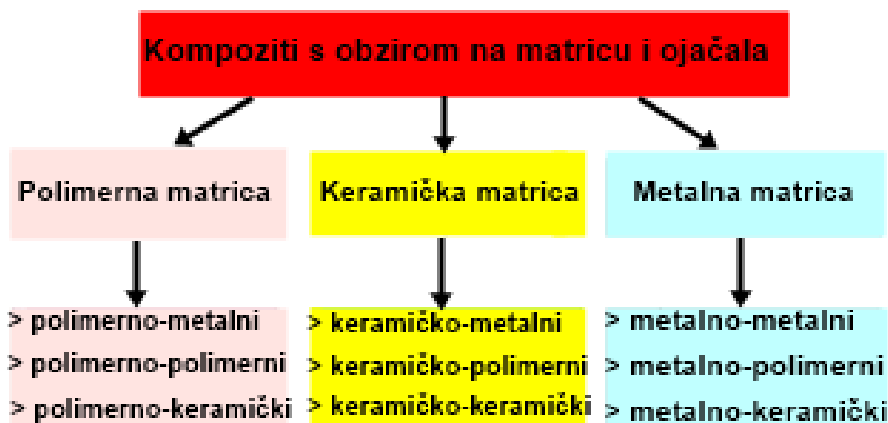 Kompoziti s obzirom na matricu i ojačala
Polimerna matrica
Keramička matrica
Metalna matrica
> polimerno-metalni
> polimerno-polimerni
> polimerno-keramički
> keramičko-metalni
> keramičko-polimerni
> keramičko-keramički
> metalno-metalni
> metalno-polimerni
> metalno-keramički